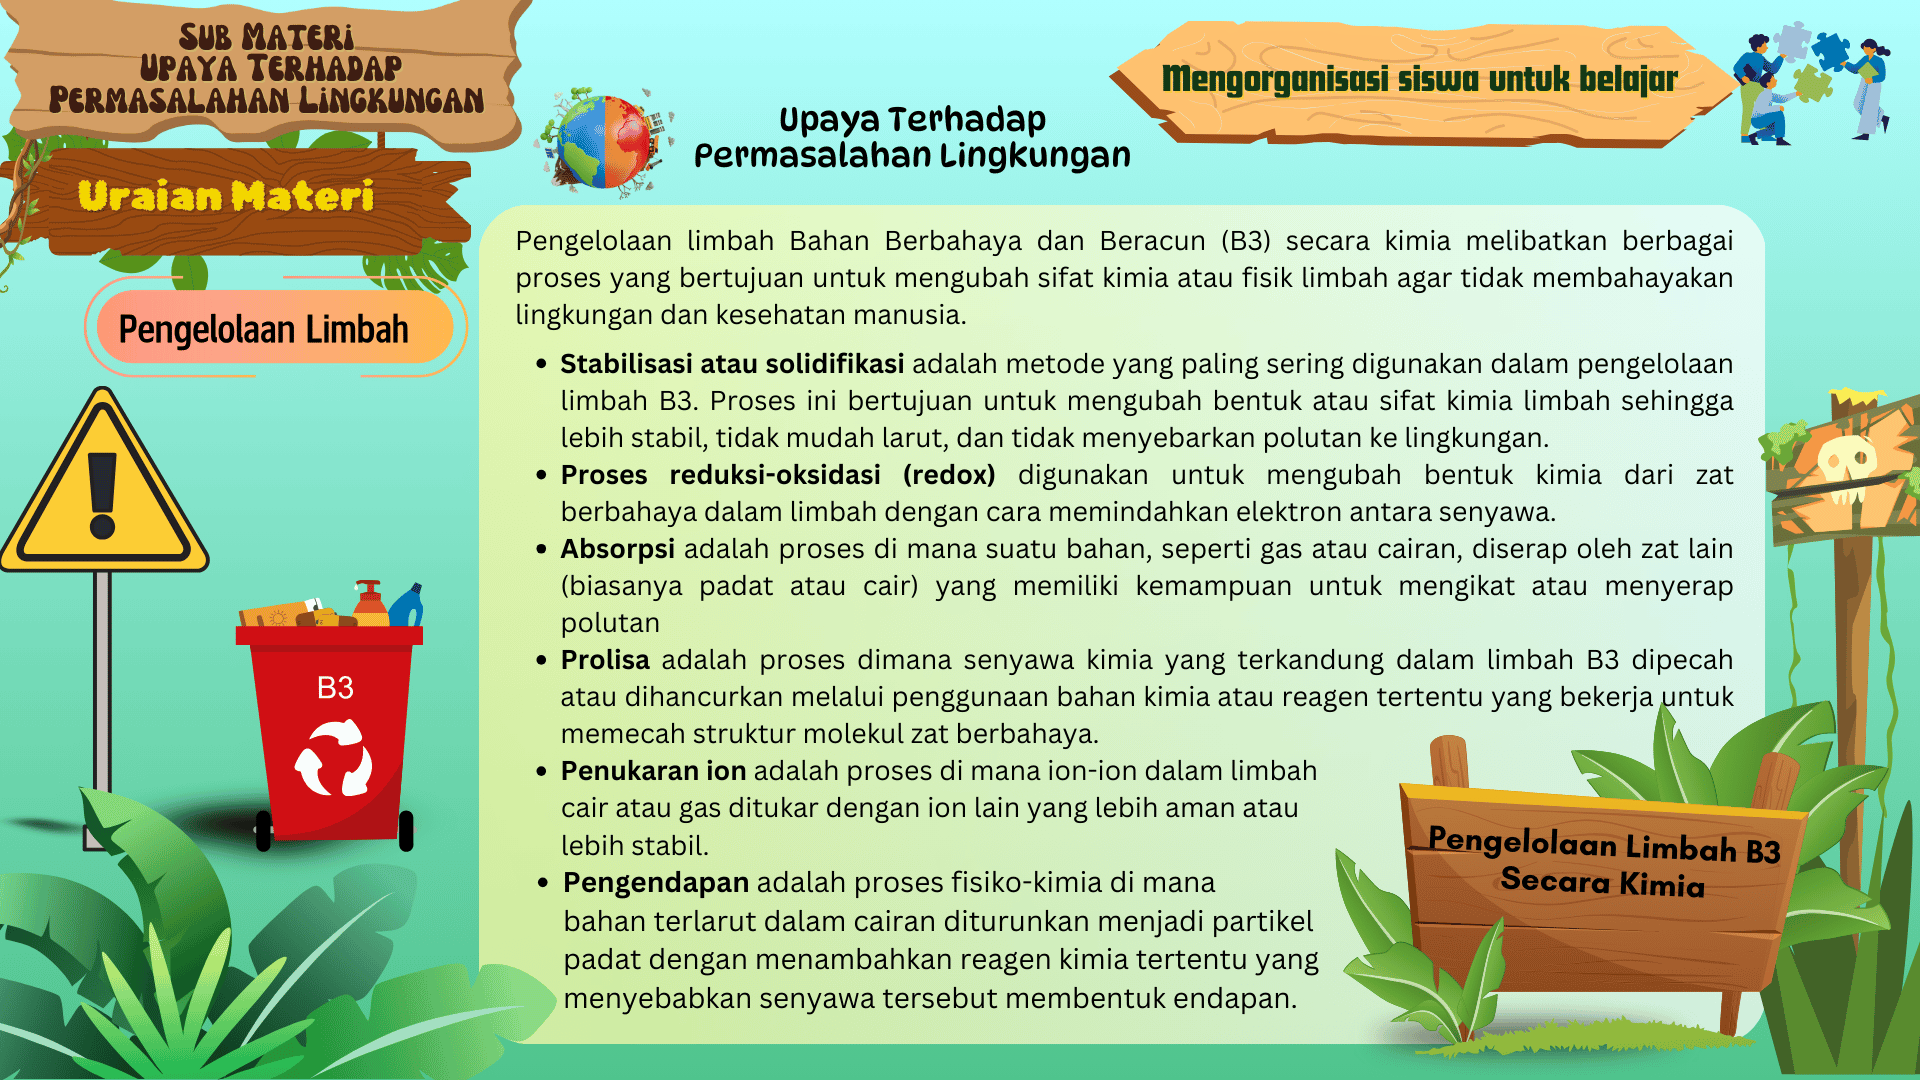 Sub Materi
Upaya Terhadap
Permasalahan Lingkungan
Uraian Materi
Pengelolaan Limbah
Upaya Terhadap
Permasalahan Lingkungan
Mengorganisasi siswa untuk belajar
Pengelolaan limbah Bahan Berbahaya dan Beracun (B3) secara kimia melibatkan berbagai
proses yang bertujuan untuk mengubah sifat kimia atau fisik limbah agar tidak membahayakan
lingkungan dan kesehatan manusia.
• Stabilisasi atau solidifikasi adalah metode yang paling sering digunakan dalam pengelolaan
limbah B3. Proses ini bertujuan untuk mengubah bentuk atau sifat kimia limbah sehingga
lebih stabil, tidak mudah larut, dan tidak menyebarkan polutan ke lingkungan.
• Proses reduksi-oksidasi (redox) digunakan untuk mengubah bentuk kimia dari zat
berbahaya dalam limbah dengan cara memindahkan elektron antara senyawa.
• Absorpsi adalah proses di mana suatu bahan, seperti gas atau cairan, diserap oleh zat lain
(biasanya padat atau cair) yang memiliki kemampuan untuk mengikat atau menyerap
polutan
• Prolisa adalah proses dimana senyawa kimia yang terkandung dalam limbah B3 dipecah
atau dihancurkan melalui penggunaan bahan kimia atau reagen tertentu yang bekerja untuk
memecah struktur molekul zat berbahaya.
• Penukaran ion adalah proses di mana ion-ion dalam limbah
cair atau gas ditukar dengan ion lain yang lebih aman atau
lebih stabil.
• Pengendapan adalah proses fisiko-kimia di mana
bahan terlarut dalam cairan diturunkan menjadi partikel
padat dengan menambahkan reagen kimia tertentu yang
menyebabkan senyawa tersebut membentuk endapan.
B3
Pengelolaan Limbah B3
Secara Kimia